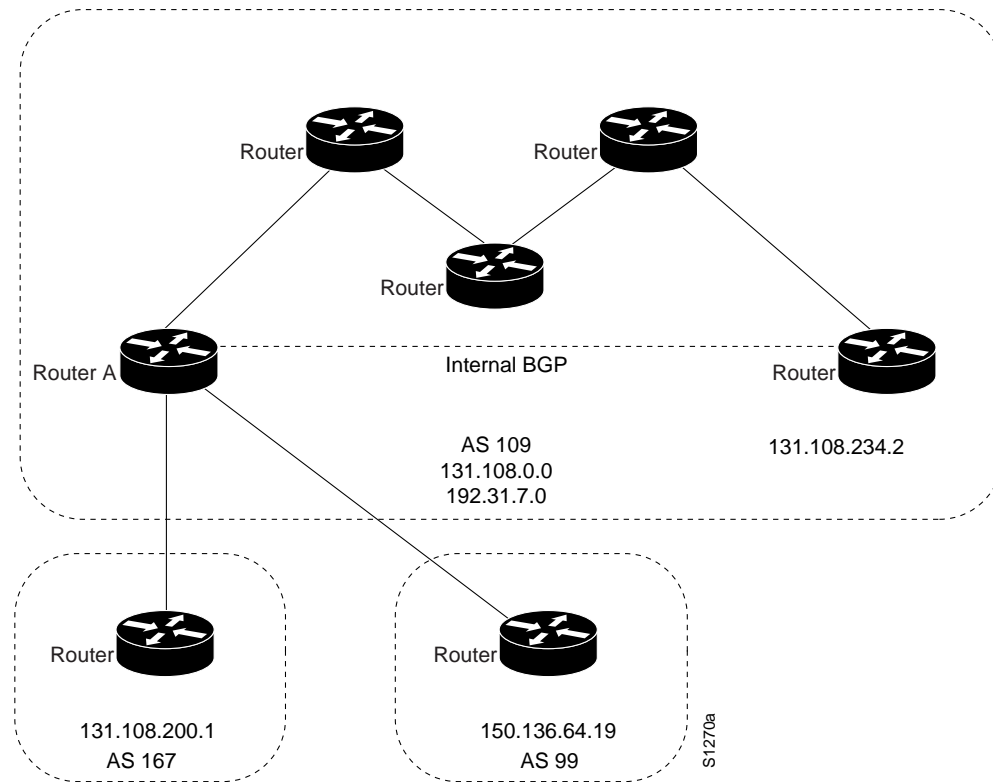 Router
Router
Router
Router A
Internal BGP
Router
AS 109
131.108.0.0
192.31.7.0
131.108.234.2
Router
Router
131.108.200.1
AS 167
150.136.64.19
AS 99
S1270a